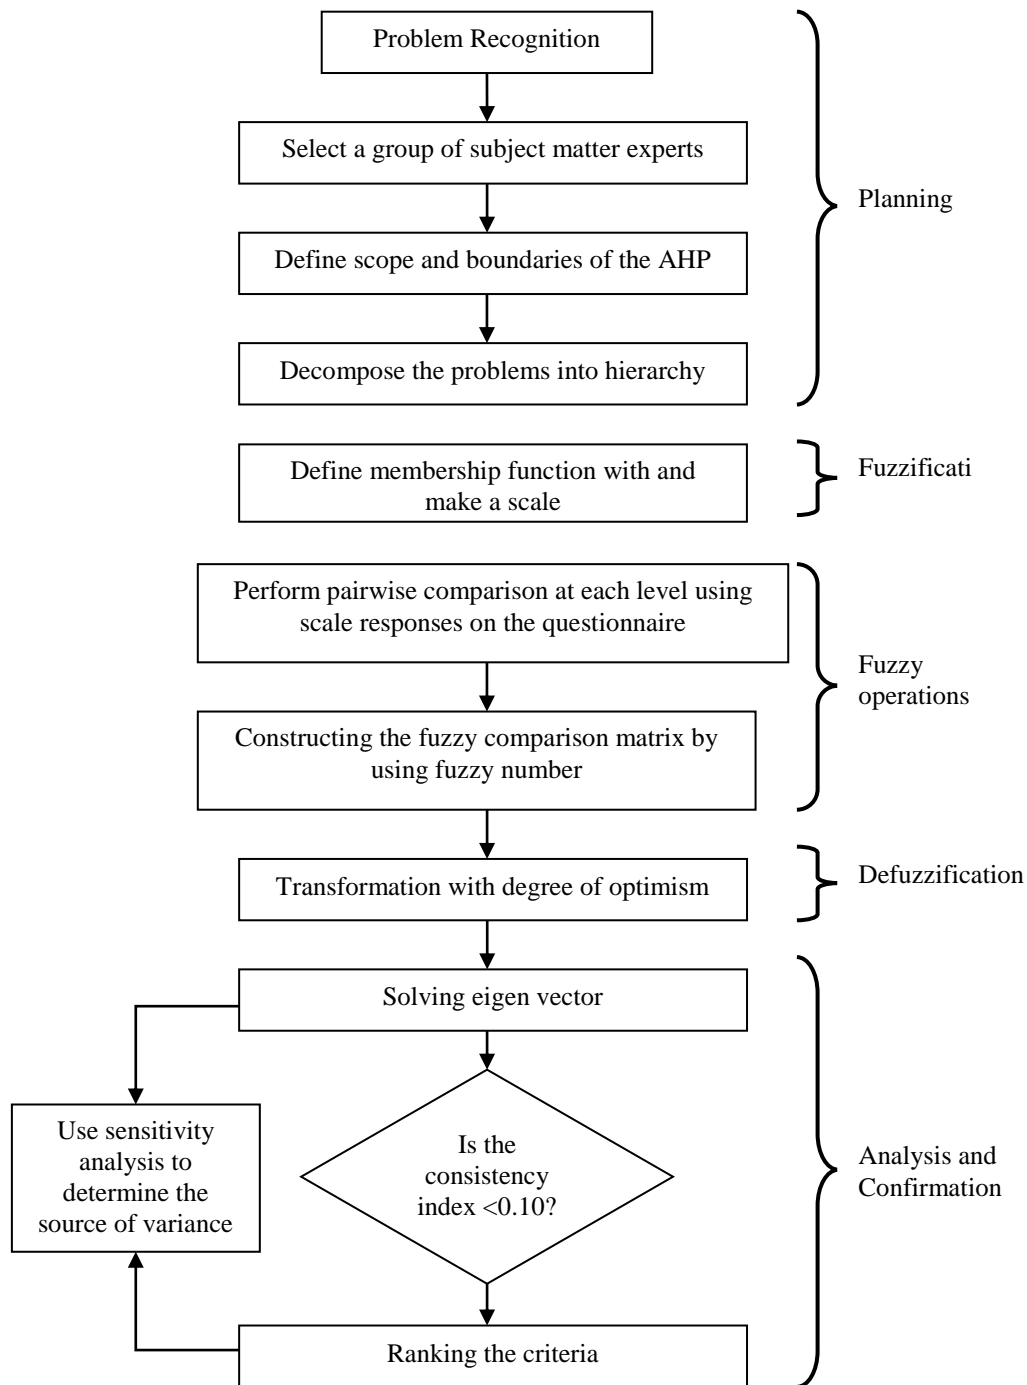 Problem Recognition
Select a group of subject matter experts
Define scope and boundaries of the AHP
Decompose the problems into hierarchy
Planning
Define membership function with and
make a scale
Fuzzificati
Perform pairwise comparison at each level using
scale responses on the questionnaire
Constructing the fuzzy comparison matrix by
using fuzzy number
Fuzzy
operations
Transformation with degree of optimism
Defuzzification
Solving eigen vector
Use sensitivity
analysis to
determine the
source of variance
Is the
consistency
index <0.10?
Analysis and
Confirmation
Ranking the criteria